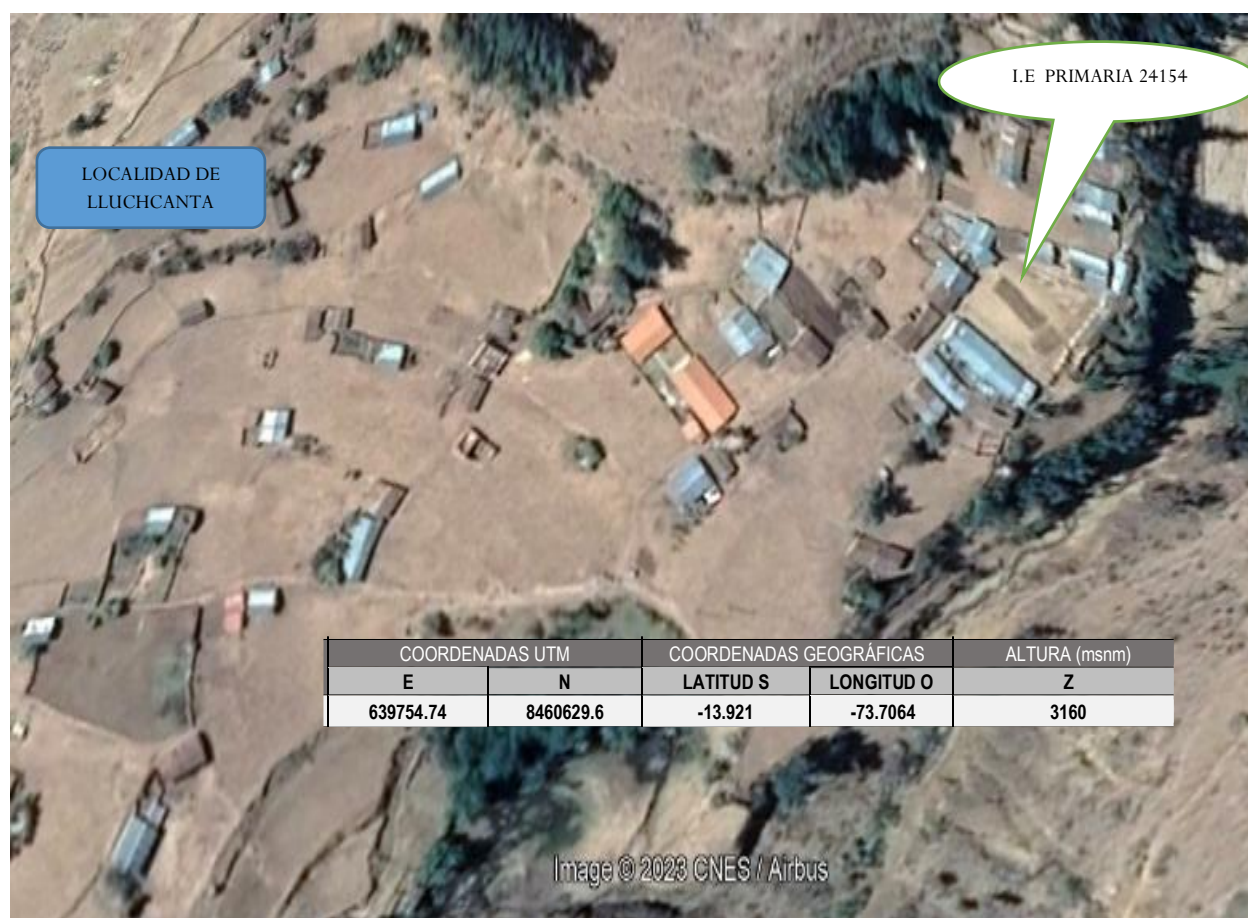 I.E PRIMARIA 24154
LOCALIDAD DE
LLUCHCANTA
COORDENADAS UTM COORDENADAS GEOGRÁFICAS ALTURA (msnm)
E N LATITUD S LONGITUD O Z
639754.74 8460629.6 -13.921 -73.7064 3160
Image © 2023 CNES / Airbus